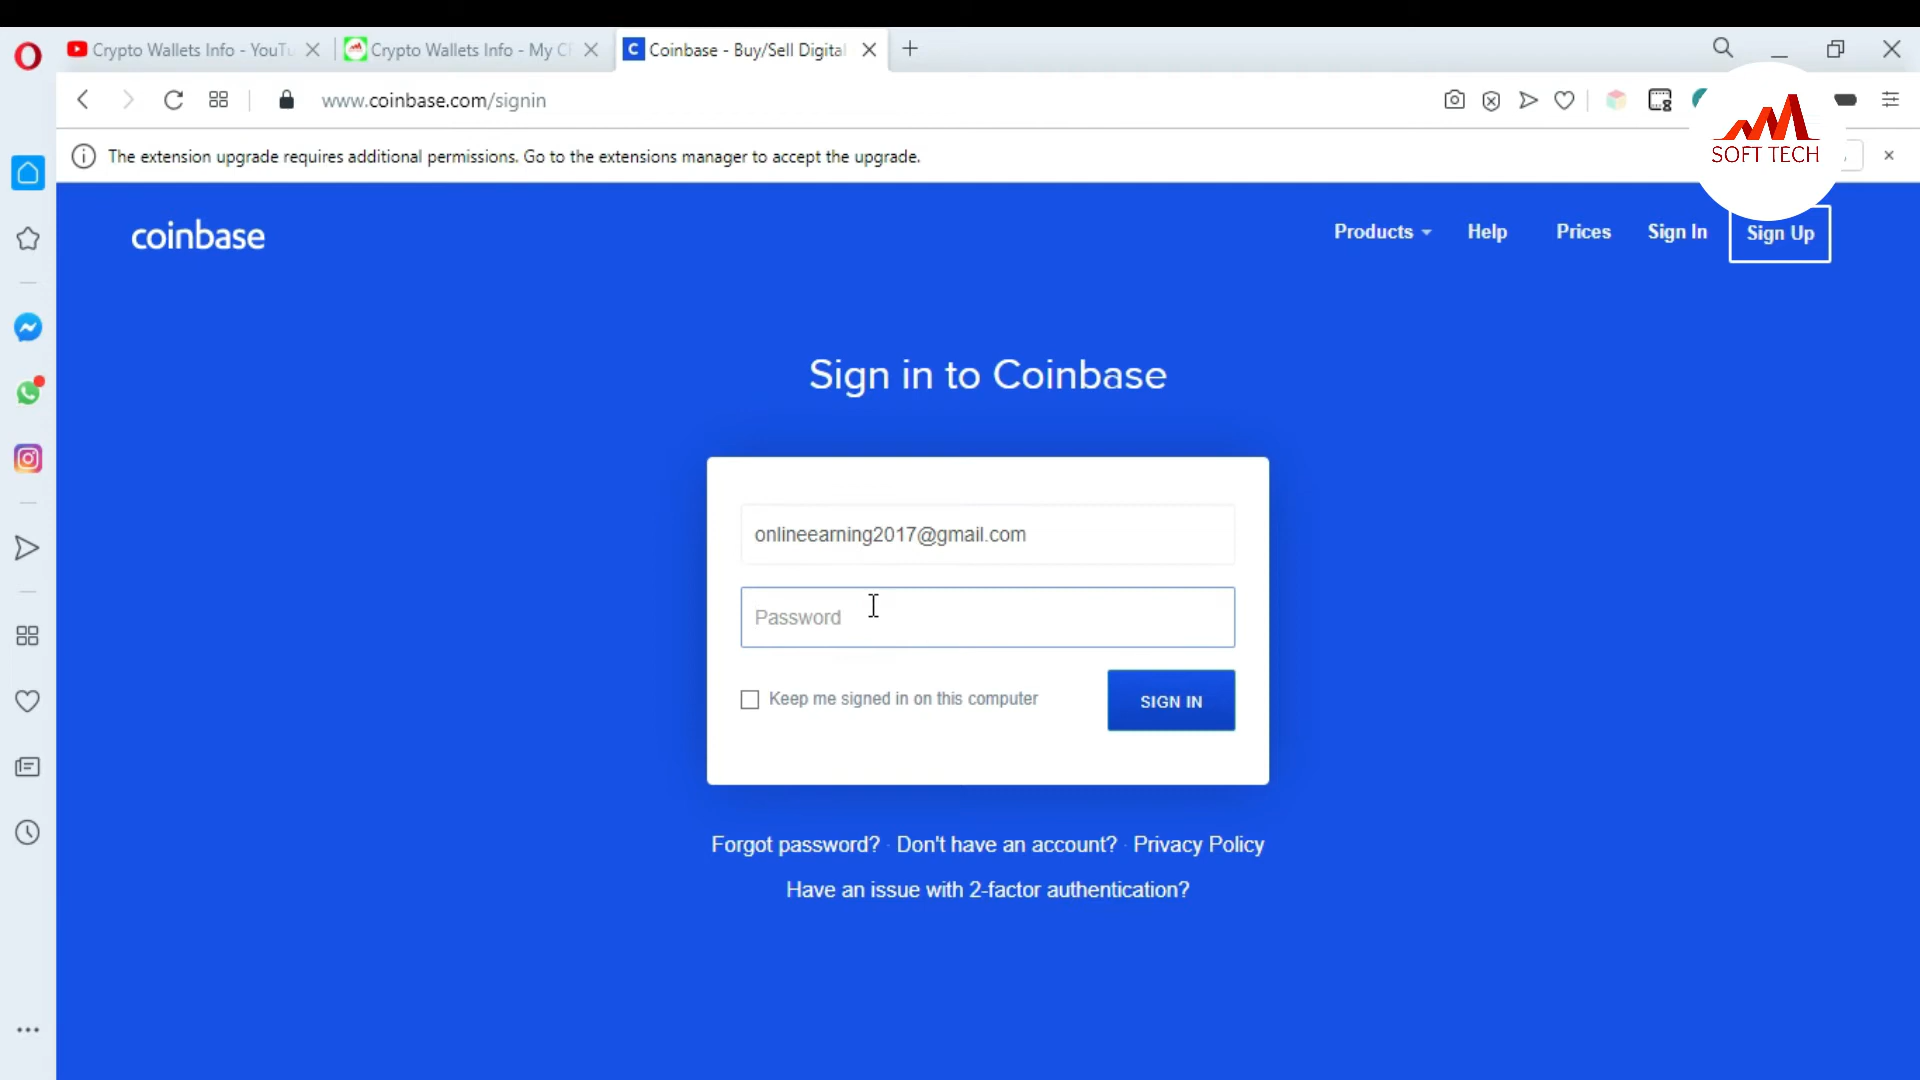 Crypto Wallets Info - YouTu
Crypto Wallets Info - My C
Coinbase - Buy/Sell Digital
www.coinbase.com/signin
SOFT TECH
The extension upgrade requires additional permissions. Go to the extensions manager to accept the upgrade.
coinbase
Products
Help
Prices
Sign In
Sign Up
Sign in to Coinbase
onlineearning2017@gmail.com
Password
Keep me signed in on this computer
SIGN IN
Forgot password? · Don't have an account? · Privacy Policy
Have an issue with 2-factor authentication?